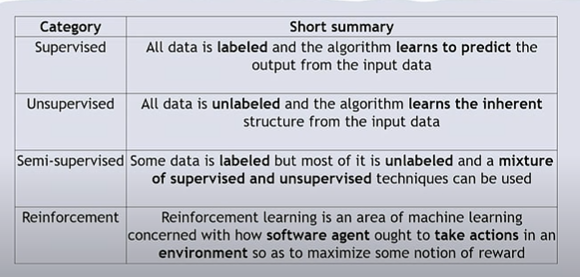 Category Short summary
Supervised All data is labeled and the algorithm learns to predict the
output from the input data
Unsupervised All data is unlabeled and the algorithm learns the inherent
structure from the input data
Semi-supervised Some data is labeled but most of it is unlabeled and a mixture
of supervised and unsupervised techniques can be used
Reinforcement Reinforcement learning is an area of machine learning
concerned with how software agent ought to take actions in an
environment so as to maximize some notion of reward